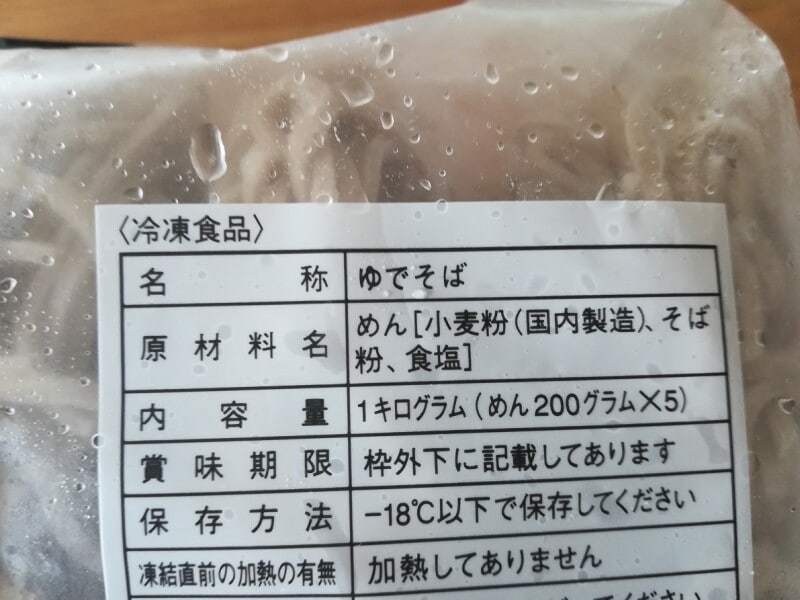 〈冷凍食品〉
名称 ゆでそば
原材料名 めん[小麦粉(国内製造)、そば
粉、食塩]
内容量 1キログラム(めん200グラム×5)
賞味期限 枠外下に記載してあります
保存方法 −18℃以下で保存してください
凍結直前の加熱の有無 加熱してありません
ください